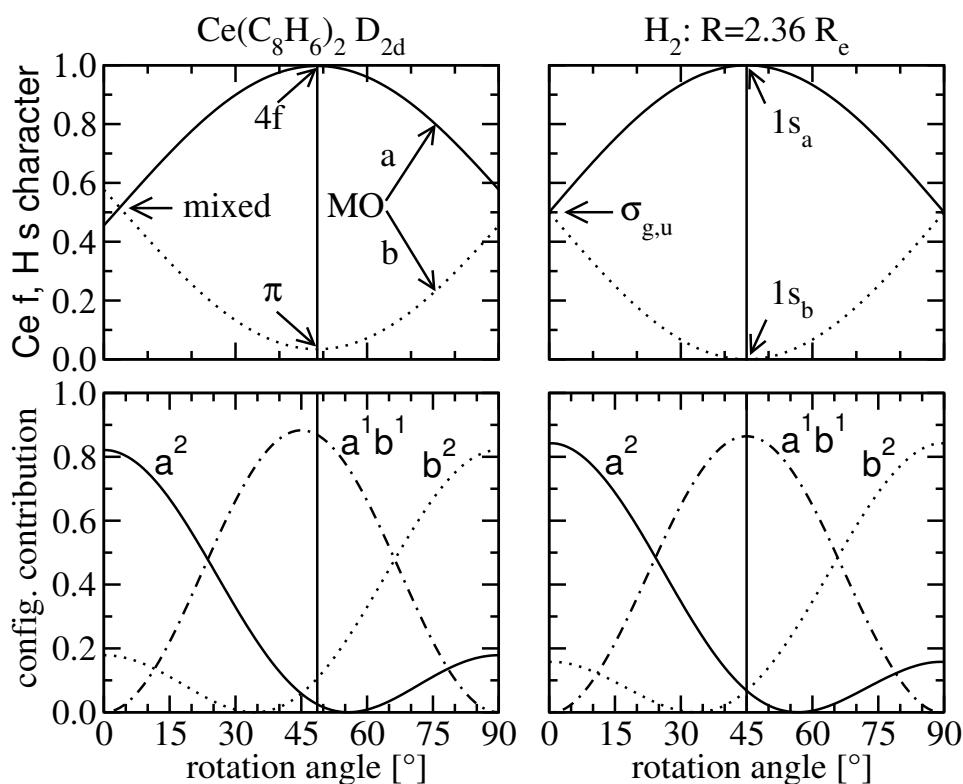 Ce(C₈H₆)₂ D₂d
H₂: R=2.36 Rₑ
Ce f, H s character
1.0
0.8
0.6
0.4
0.2
0.0
4f
a
mixed
MO
b
π
1sₐ
σg,u
1s_b
config. contribution
1.0
0.8
0.6
0.4
0.2
0.0
a²
a¹b¹
b²
a²
a¹b¹
b²
0 15 30 45 60 75 90
0 15 30 45 60 75 90
rotation angle [°]
rotation angle [°]